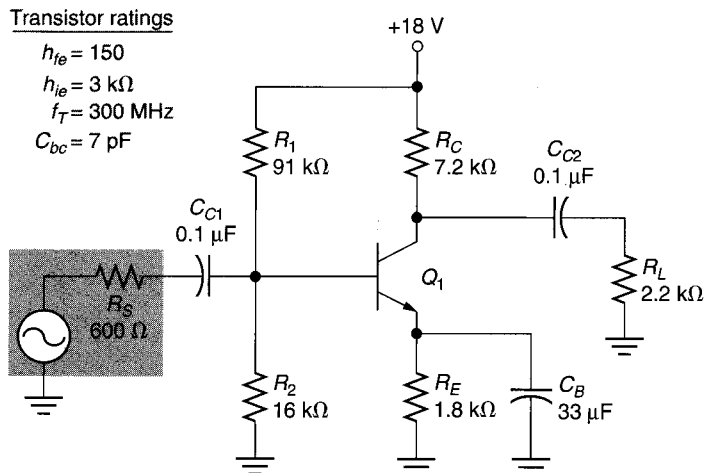 Transistor ratings
h_fe = 150
h_ie = 3 kΩ
f_T = 300 MHz
C_bc = 7 pF
+18 V
R_1
91 kΩ
R_C
7.2 kΩ
C_C2
0.1 µF
C_C1
0.1 µF
R_S
600 Ω
Q_1
R_L
2.2 kΩ
R_2
16 kΩ
R_E
1.8 kΩ
C_B
33 µF